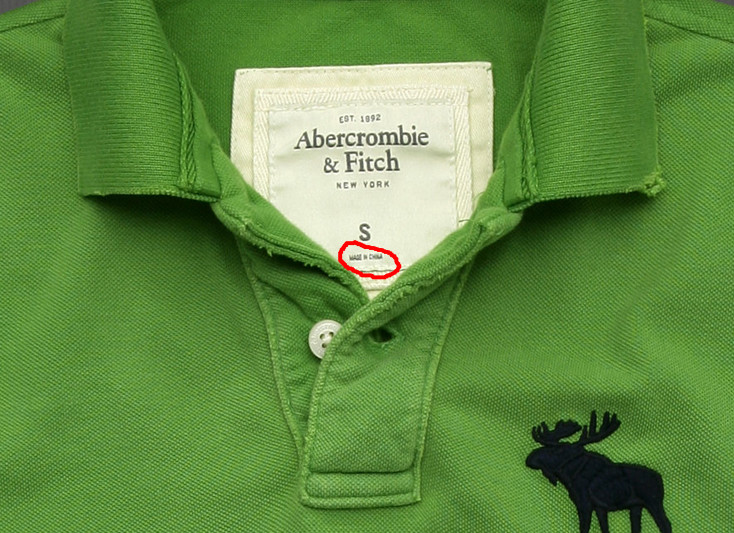 EST. 1892
Abercrombie
& Fitch
NEW YORK
S
MADE IN CHINA